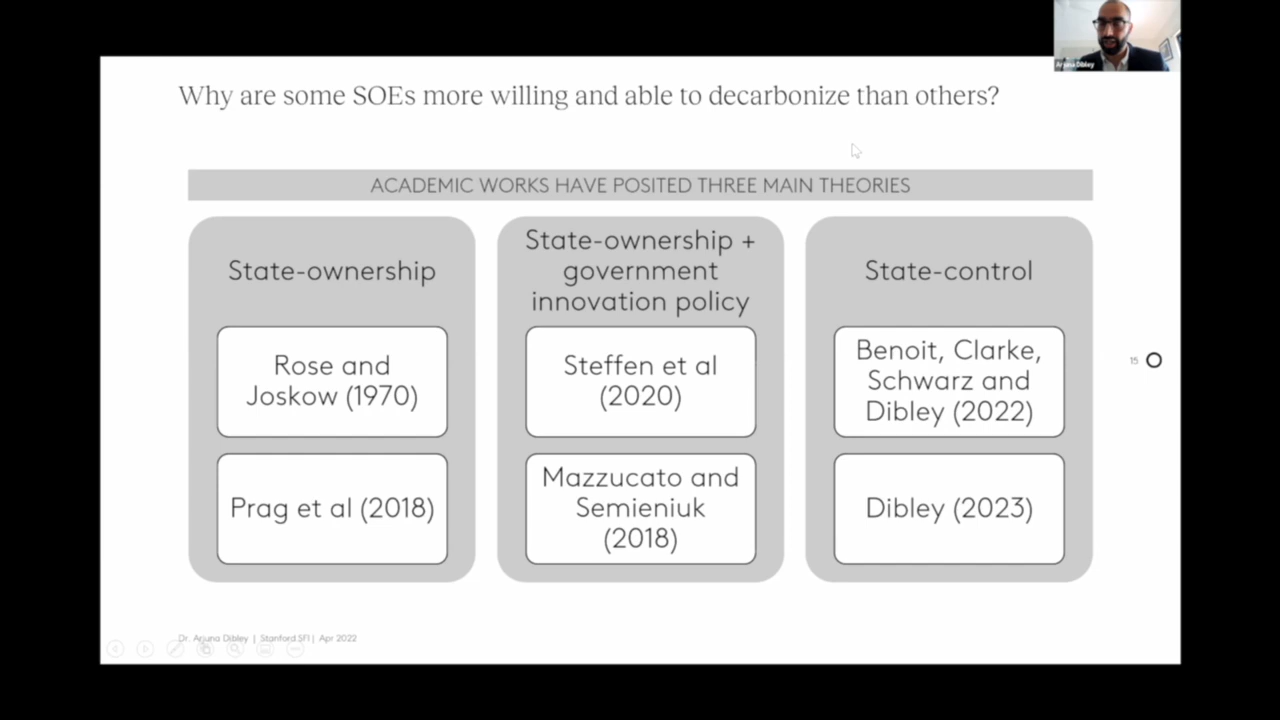 Arjuna Dibley
Why are some SOEs more willing and able to decarbonize than others?
ACADEMIC WORKS HAVE POSITED THREE MAIN THEORIES
State-ownership
Rose and
Joskow (1970)
Prag et al (2018)
State-ownership +
government
innovation policy
Steffen et al
(2020)
Mazzucato and
Semieniuk
(2018)
State-control
Benoit, Clarke,
Schwarz and
Dibley (2022)
Dibley (2023)
15
Dr. Arjuna Dibley | Stanford SFI | Apr 2022